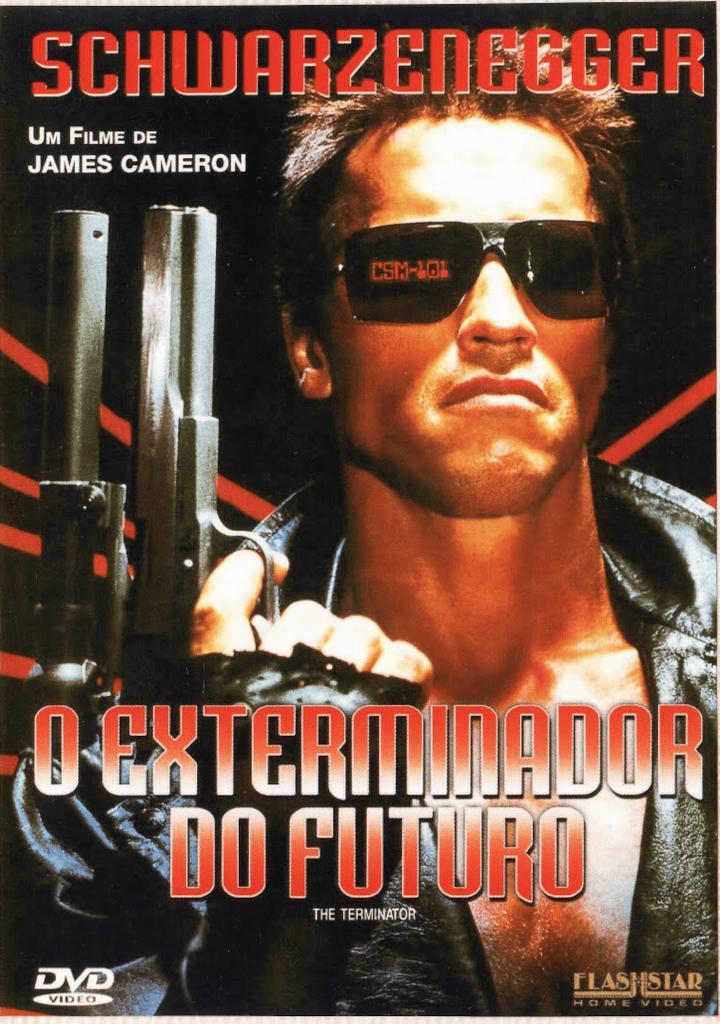 SCHWARZENEGGER
UM FILME DE
JAMES CAMERON
CSM-101
O EXTERMINADOR
DO FUTURO
THE TERMINATOR
DVD
VIDEO
FLASHSTAR
HOME VIDEO